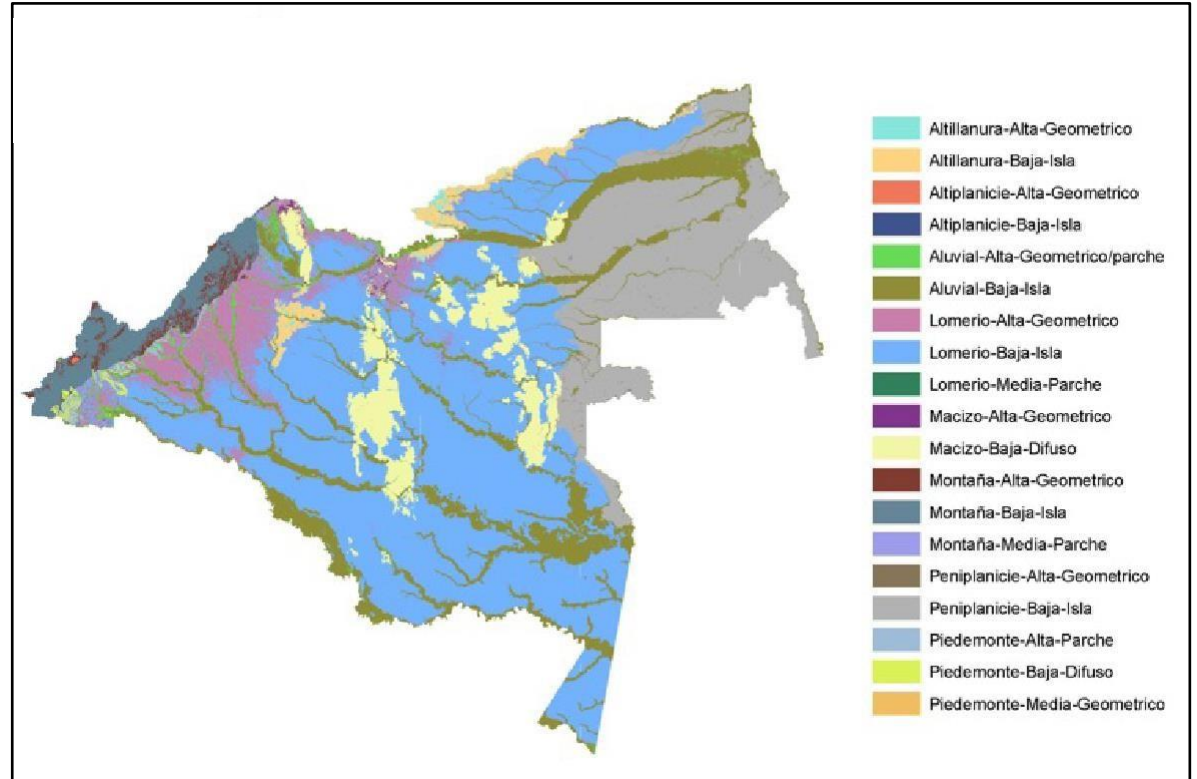 Altillanura-Alta-Geometrico
Altillanura-Baja-Isla
Altiplanicie-Alta-Geometrico
Altiplanicie-Baja-Isla
Aluvial-Alta-Geometrico/parche
Aluvial-Baja-Isla
Lomerio-Alta-Geometrico
Lomerio-Baja-Isla
Lomerio-Media-Parche
Macizo-Alta-Geometrico
Macizo-Baja-Difuso
Montaña-Alta-Geometrico
Montaña-Baja-Isla
Montaña-Media-Parche
Peniplanicie-Alta-Geometrico
Peniplanicie-Baja-Isla
Piedemonte-Alta-Parche
Piedemonte-Baja-Difuso
Piedemonte-Media-Geometrico